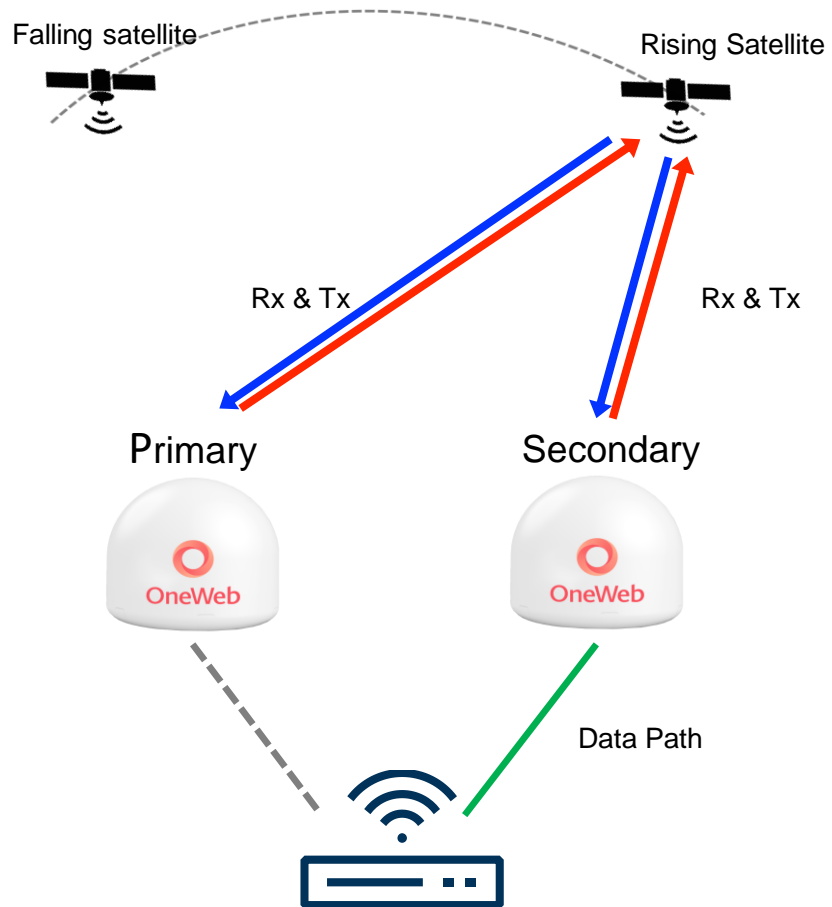 Falling satellite
Rising Satellite
Rx & Tx
Rx & Tx
Primary
Secondary
OneWeb
OneWeb
Data Path